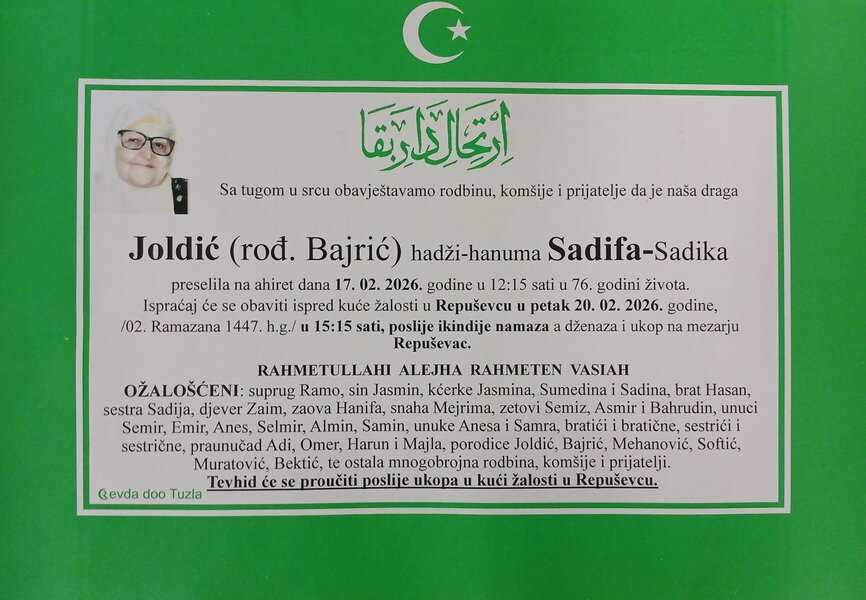 اِرْتِحَالِ دَارِ بَقَا
Sa tugom u srcu obavještavamo rodbinu, komšije i prijatelje da je naša draga
Joldić (rođ. Bajrić) hadži-hanuma Sadifa-Sadika
preselila na ahiret dana 17. 02. 2026. godine u 12:15 sati u 76. godini života.
Ispraćaj će se obaviti ispred kuće žalosti u Repuševcu u petak 20. 02. 2026. godine,
/02. Ramazana 1447. h.g./ u 15:15 sati, poslije ikindije namaza a dženaza i ukop na mezarju
Repuševac.
RAHMETULLAHI ALEJHA RAHMETEN VASIAH
OŽALOŠĆENI: suprug Ramo, sin Jasmin, kćerke Jasmina, Sumedina i Sadina, brat Hasan,
sestra Sadija, djever Zaim, zaova Hanifa, snaha Mejrima, zetovi Semiz, Asmir i Bahrudin, unuci
Semir, Emir, Anes, Selmir, Almin, Samin, unuke Anesa i Samra, bratići i bratične, sestrići i
sestrične, praunučad Adi, Omer, Harun i Majla, porodice Joldić, Bajrić, Mehanović, Softić,
Muratović, Bektić, te ostala mnogobrojna rodbina, komšije i prijatelji.
Tevhid će se proučiti poslije ukopa u kući žalosti u Repuševcu.
Ćevda doo Tuzla